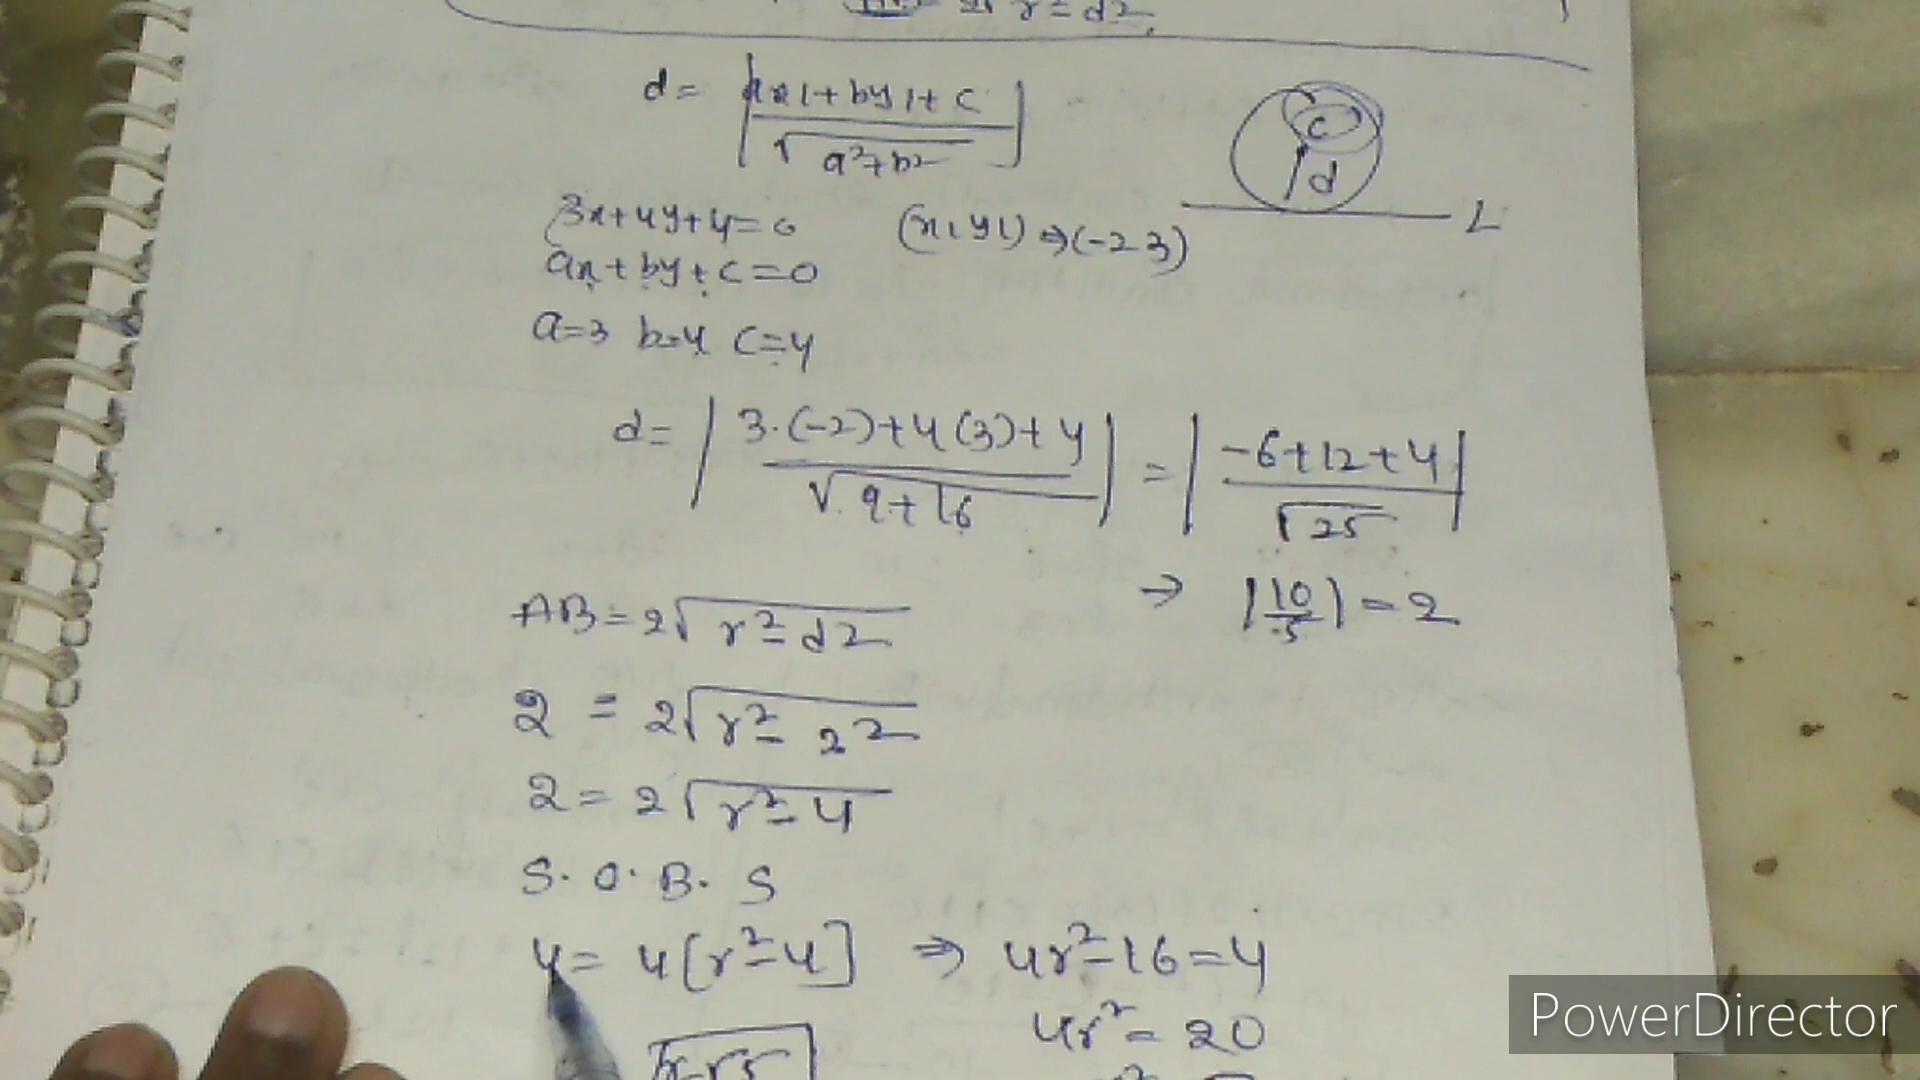 r = d2.
d = |ax1+by1+c / √a²+b2|
c
d
L
3x+4y+4=0 (x1 y1) ⇒ (-2 3)
ax+by+c=0
a=3 b=4 c=4
d= |3.(-2)+4(3)+4 / √9+16| = |-6+12+4 / √25|
→ |10/5| = 2
AB = 2√r²-d2
2 = 2√r²-2²
2 = 2√r²-4
S.O.B.S
4 = 4[r²-4] ⇒ 4r²-16=4
4r² = 20
r=√5
PowerDirector